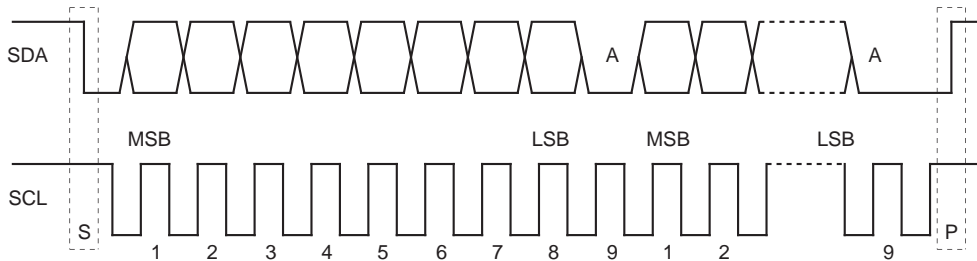 SDA A A
MSB LSB MSB LSB
SCL
S P
1 2 3 4 5 6 7 8 9 1 2 9